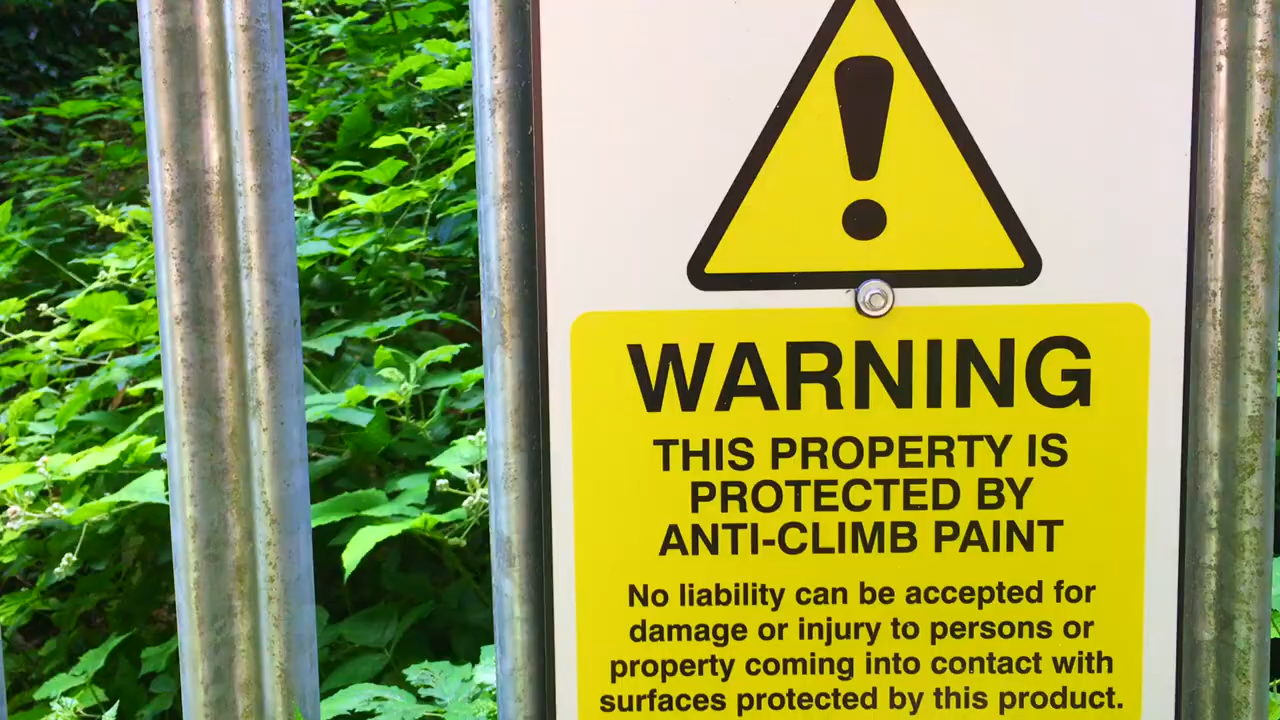 WARNING
THIS PROPERTY IS
PROTECTED BY
ANTI-CLIMB PAINT
No liability can be accepted for
damage or injury to persons or
property coming into contact with
surfaces protected by this product.